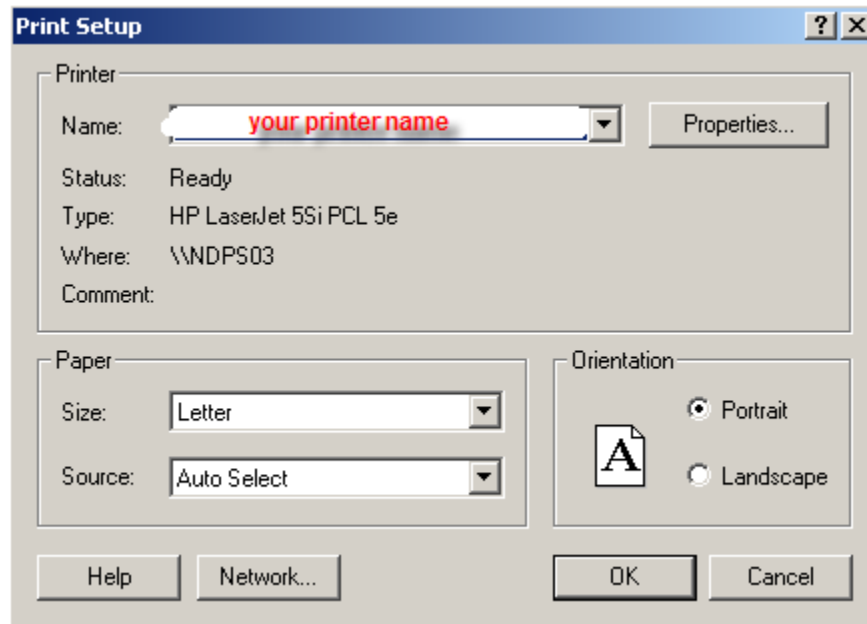 Print Setup
Printer
Name: your printer name Properties...
Status: Ready
Type: HP LaserJet 5Si PCL 5e
Where: \\NDPS03
Comment:
Paper Orientation
Size: Letter Portrait
A
Source: Auto Select Landscape
Help Network... OK Cancel